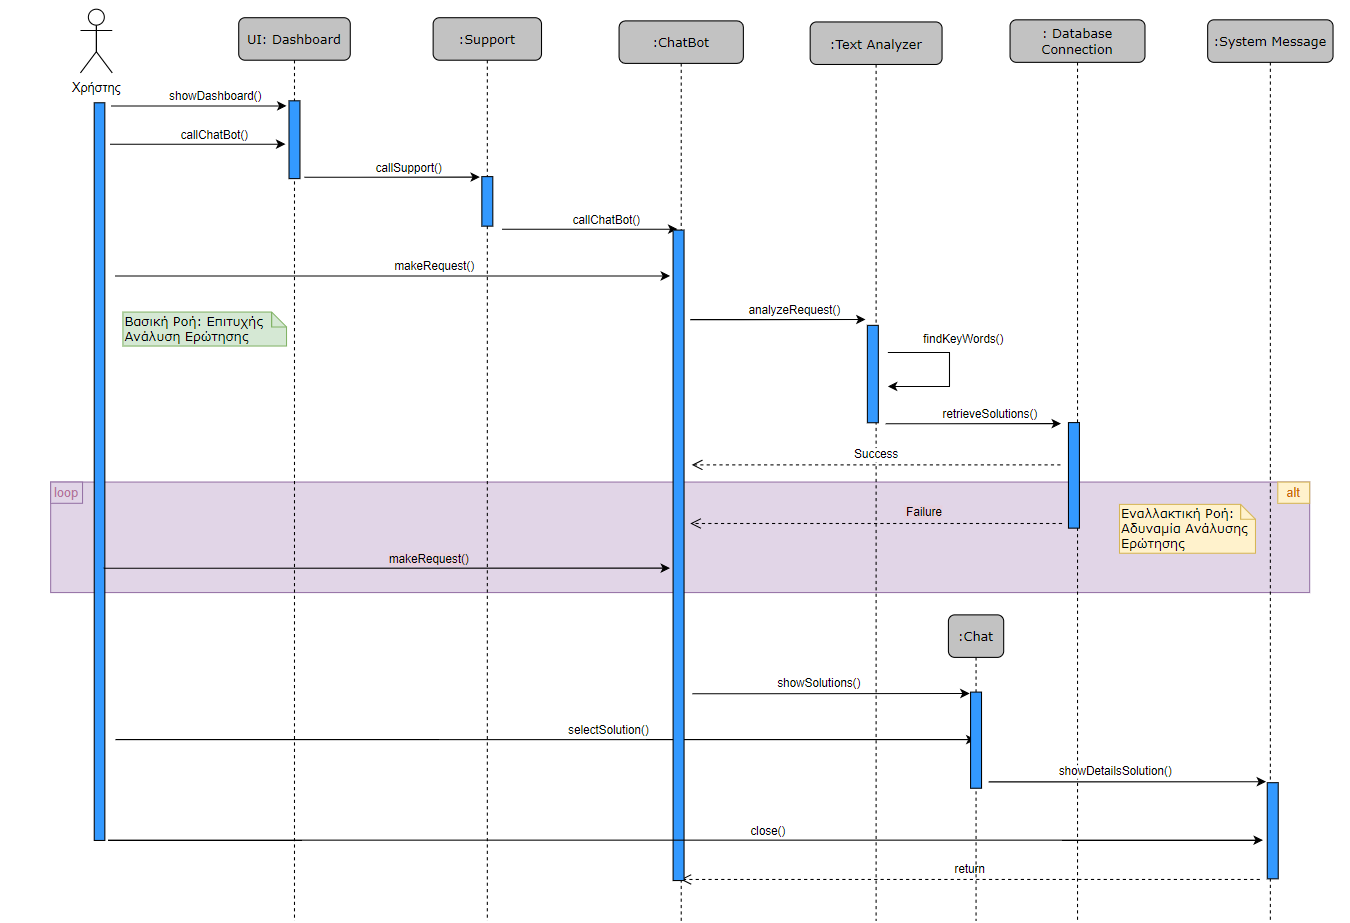 Χρήστης
UI: Dashboard
:Support
:ChatBot
:Text Analyzer
: Database
Connection
:System Message
showDashboard()
callChatBot()
callSupport()
callChatBot()
makeRequest()
Βασική Ροή: Επιτυχής
Ανάλυση Ερώτησης
analyzeRequest()
findKeyWords()
retrieveSolutions()
Success
loop
alt
Failure
Εναλλακτική Ροή:
Αδυναμία Ανάλυσης
Ερώτησης
makeRequest()
:Chat
showSolutions()
selectSolution()
showDetailsSolution()
close()
return